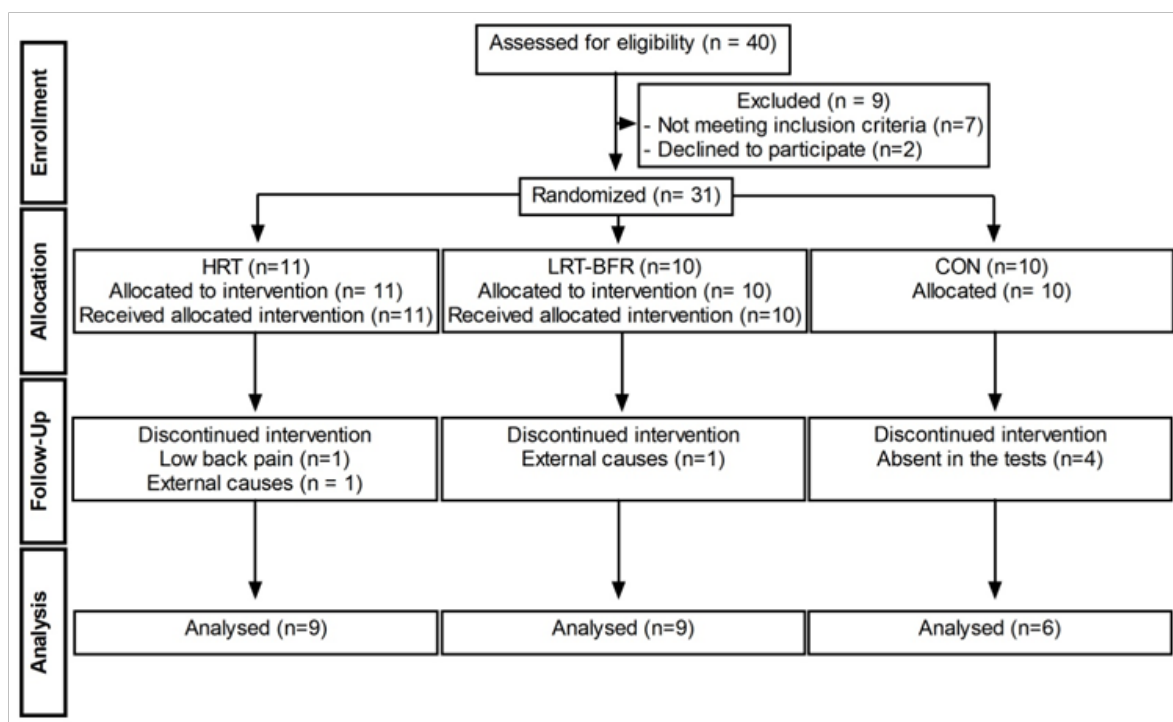 Enrollment
Assessed for eligibility (n = 40)
Excluded (n = 9)
- Not meeting inclusion criteria (n=7)
- Declined to participate (n=2)
Randomized (n= 31)
Allocation
HRT (n=11)
Allocated to intervention (n= 11)
Received allocated intervention (n=11)
LRT-BFR (n=10)
Allocated to intervention (n= 10)
Received allocated intervention (n=10)
CON (n=10)
Allocated (n= 10)
Follow-Up
Discontinued intervention
Low back pain (n=1)
External causes (n = 1)
Discontinued intervention
External causes (n=1)
Discontinued intervention
Absent in the tests (n=4)
Analysis
Analysed (n=9)
Analysed (n=9)
Analysed (n=6)